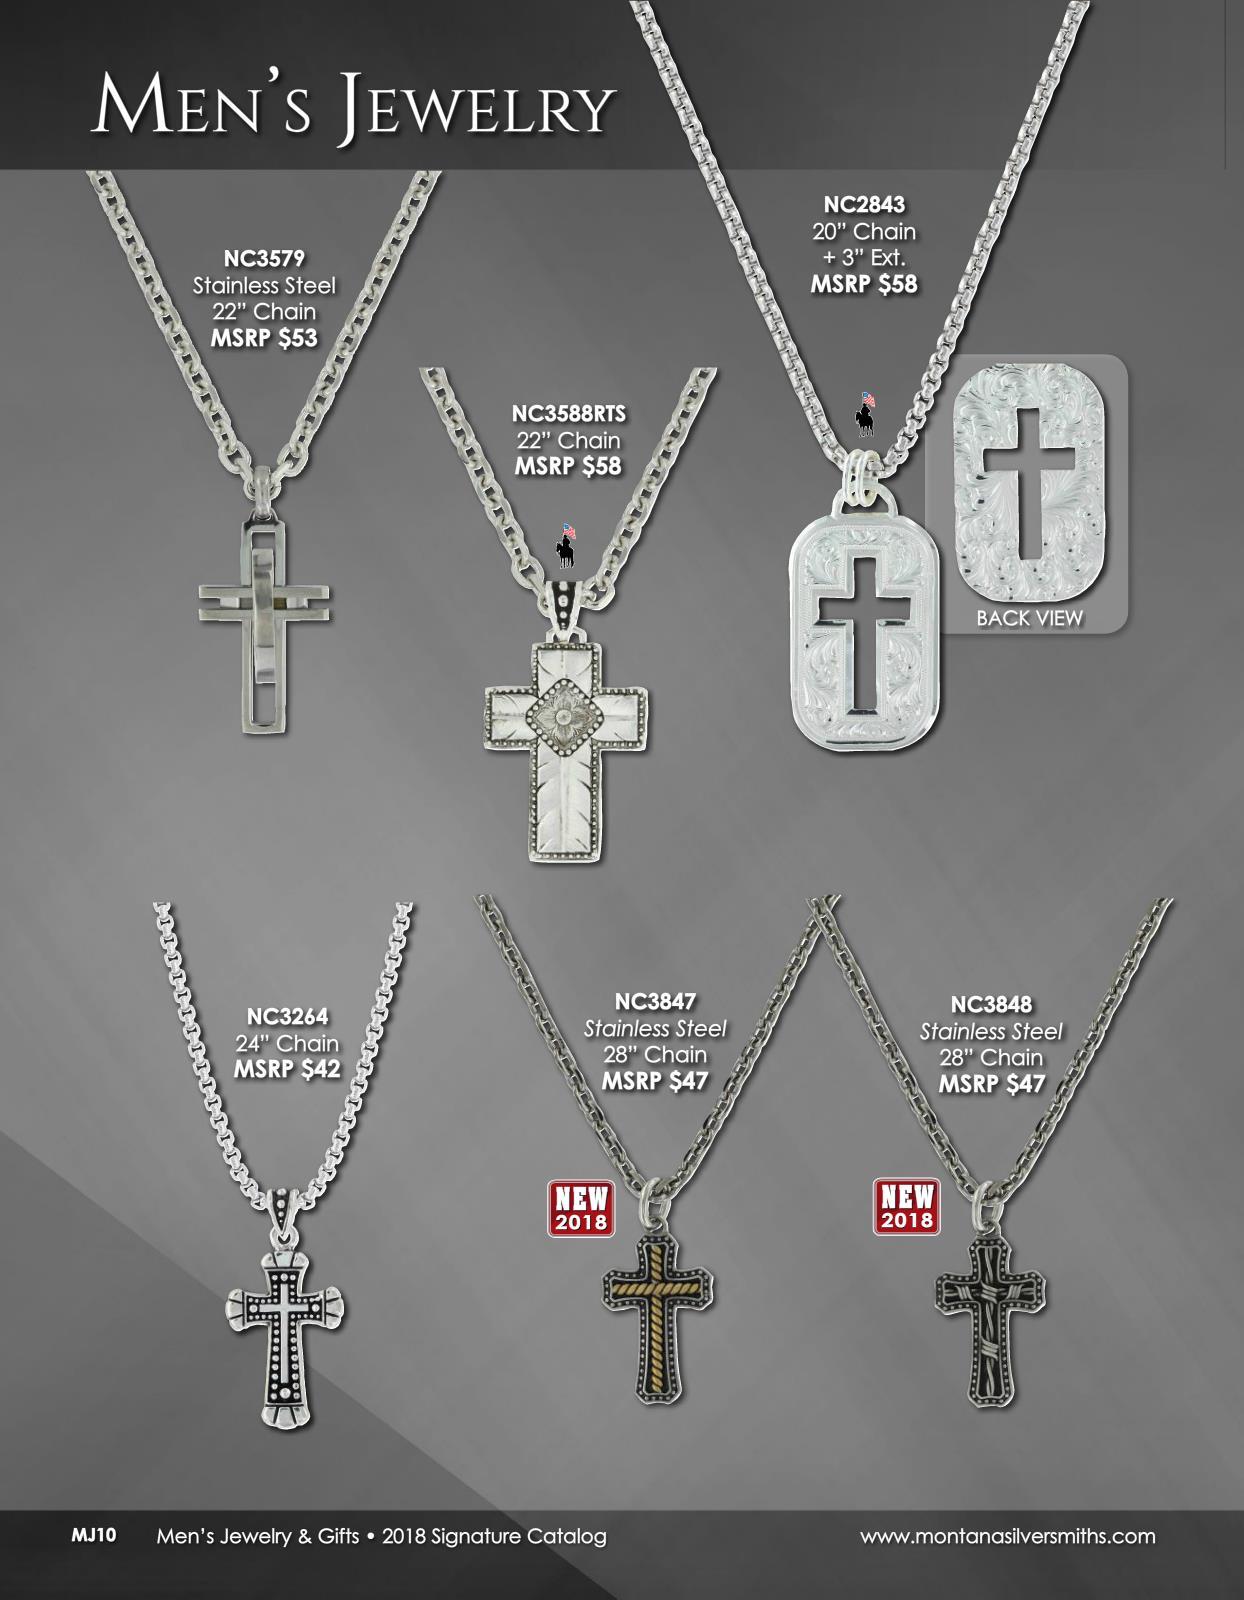 Men's Jewelry
NC3579
Stainless Steel
22" Chain
MSRP $53
NC3588RTS
22" Chain
MSRP $58
NC2843
20" Chain
+ 3" Ext.
MSRP $58
BACK VIEW
NC3264
24" Chain
MSRP $42
NC3847
Stainless Steel
28" Chain
MSRP $47
NEW
2018
NC3848
Stainless Steel
28" Chain
MSRP $47
NEW
2018
MJ10 Men's Jewelry & Gifts • 2018 Signature Catalog www.montanasilversmiths.com